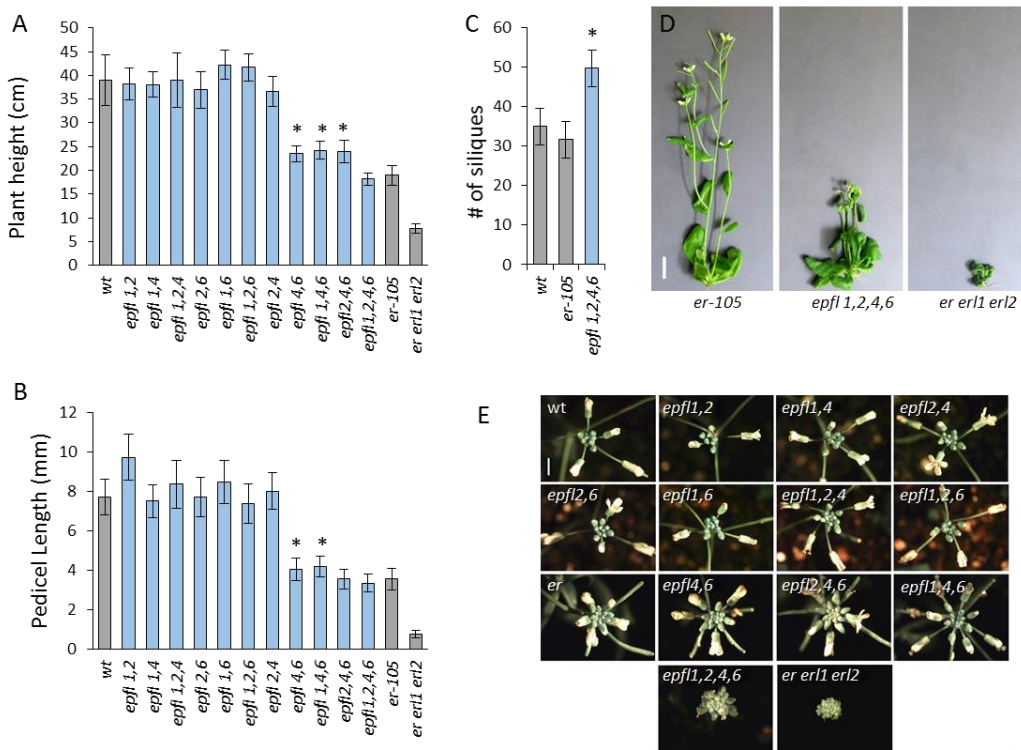 A
Plant height (cm)
50
45
40
35
30
25
20
15
10
5
0
*
*
*
wt
epfl 1,2
epfl 1,4
epfl 1,2,4
epfl 2,6
epfl 1,6
epfl 1,2,6
epfl 2,4
epfl 4,6
epfl 1,4,6
epfl2,4,6
epfl1,2,4,6
er-105
er erl1 erl2
B
Pedicel Length (mm)
12
10
8
6
4
2
0
*
*
wt
epfl 1,2
epfl 1,4
epfl 1,2,4
epfl 2,6
epfl 1,6
epfl 1,2,6
epfl 2,4
epfl 4,6
epfl 1,4,6
epfl2,4,6
epfl1,2,4,6
er-105
er erl1 erl2
C
# of siliques
60
50
40
30
20
10
0
*
wt
er-105
epfl 1,2,4,6
D
er-105
epfl 1,2,4,6
er erl1 erl2
E
wt
epfl1,2
epfl1,4
epfl2,4
epfl2,6
epfl1,6
epfl1,2,4
epfl1,2,6
er
epfl4,6
epfl2,4,6
epfl1,4,6
epfl1,2,4,6
er erl1 erl2